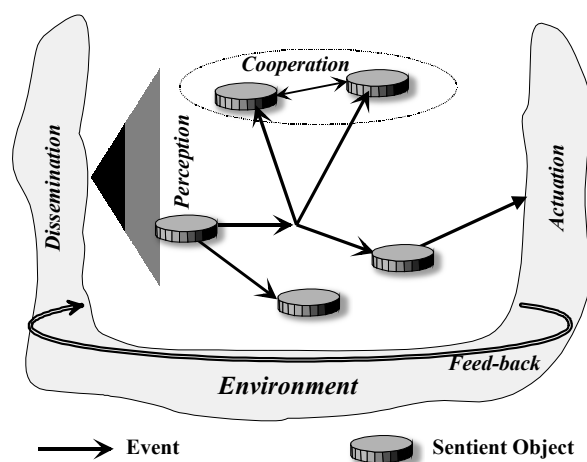 Cooperation
Perception
Dissemination
Actuation
Feed-back
Environment
Event
Sentient Object